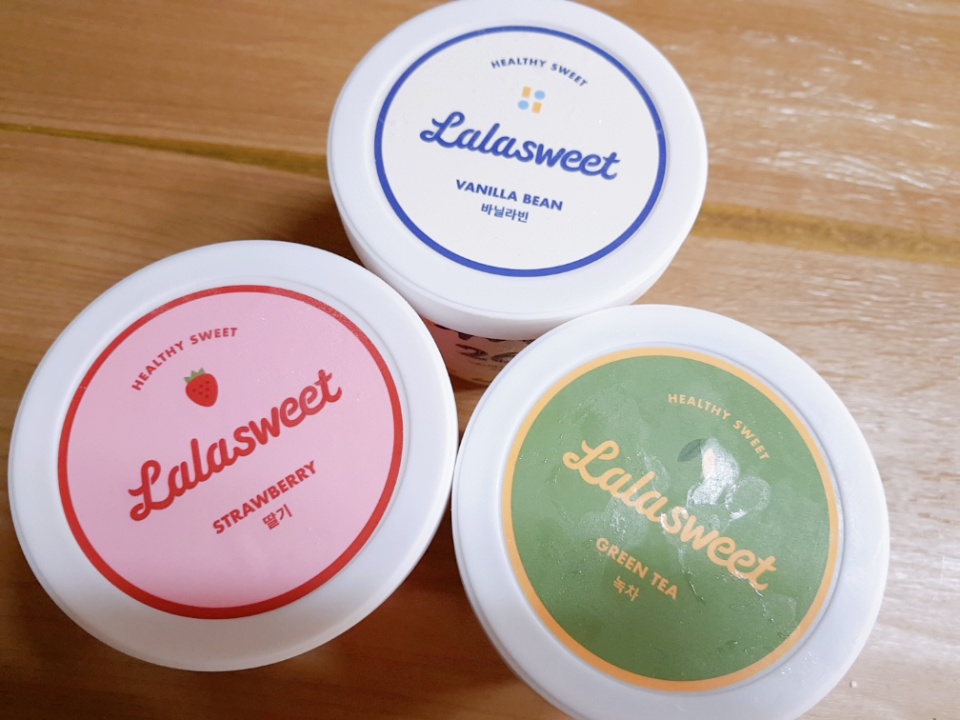 HEALTHY SWEET
Lalasweet
VANILLA BEAN
바닐라빈
HEALTHY SWEET
Lalasweet
STRAWBERRY
딸기
HEALTHY SWEET
Lalasweet
GREEN TEA
녹차